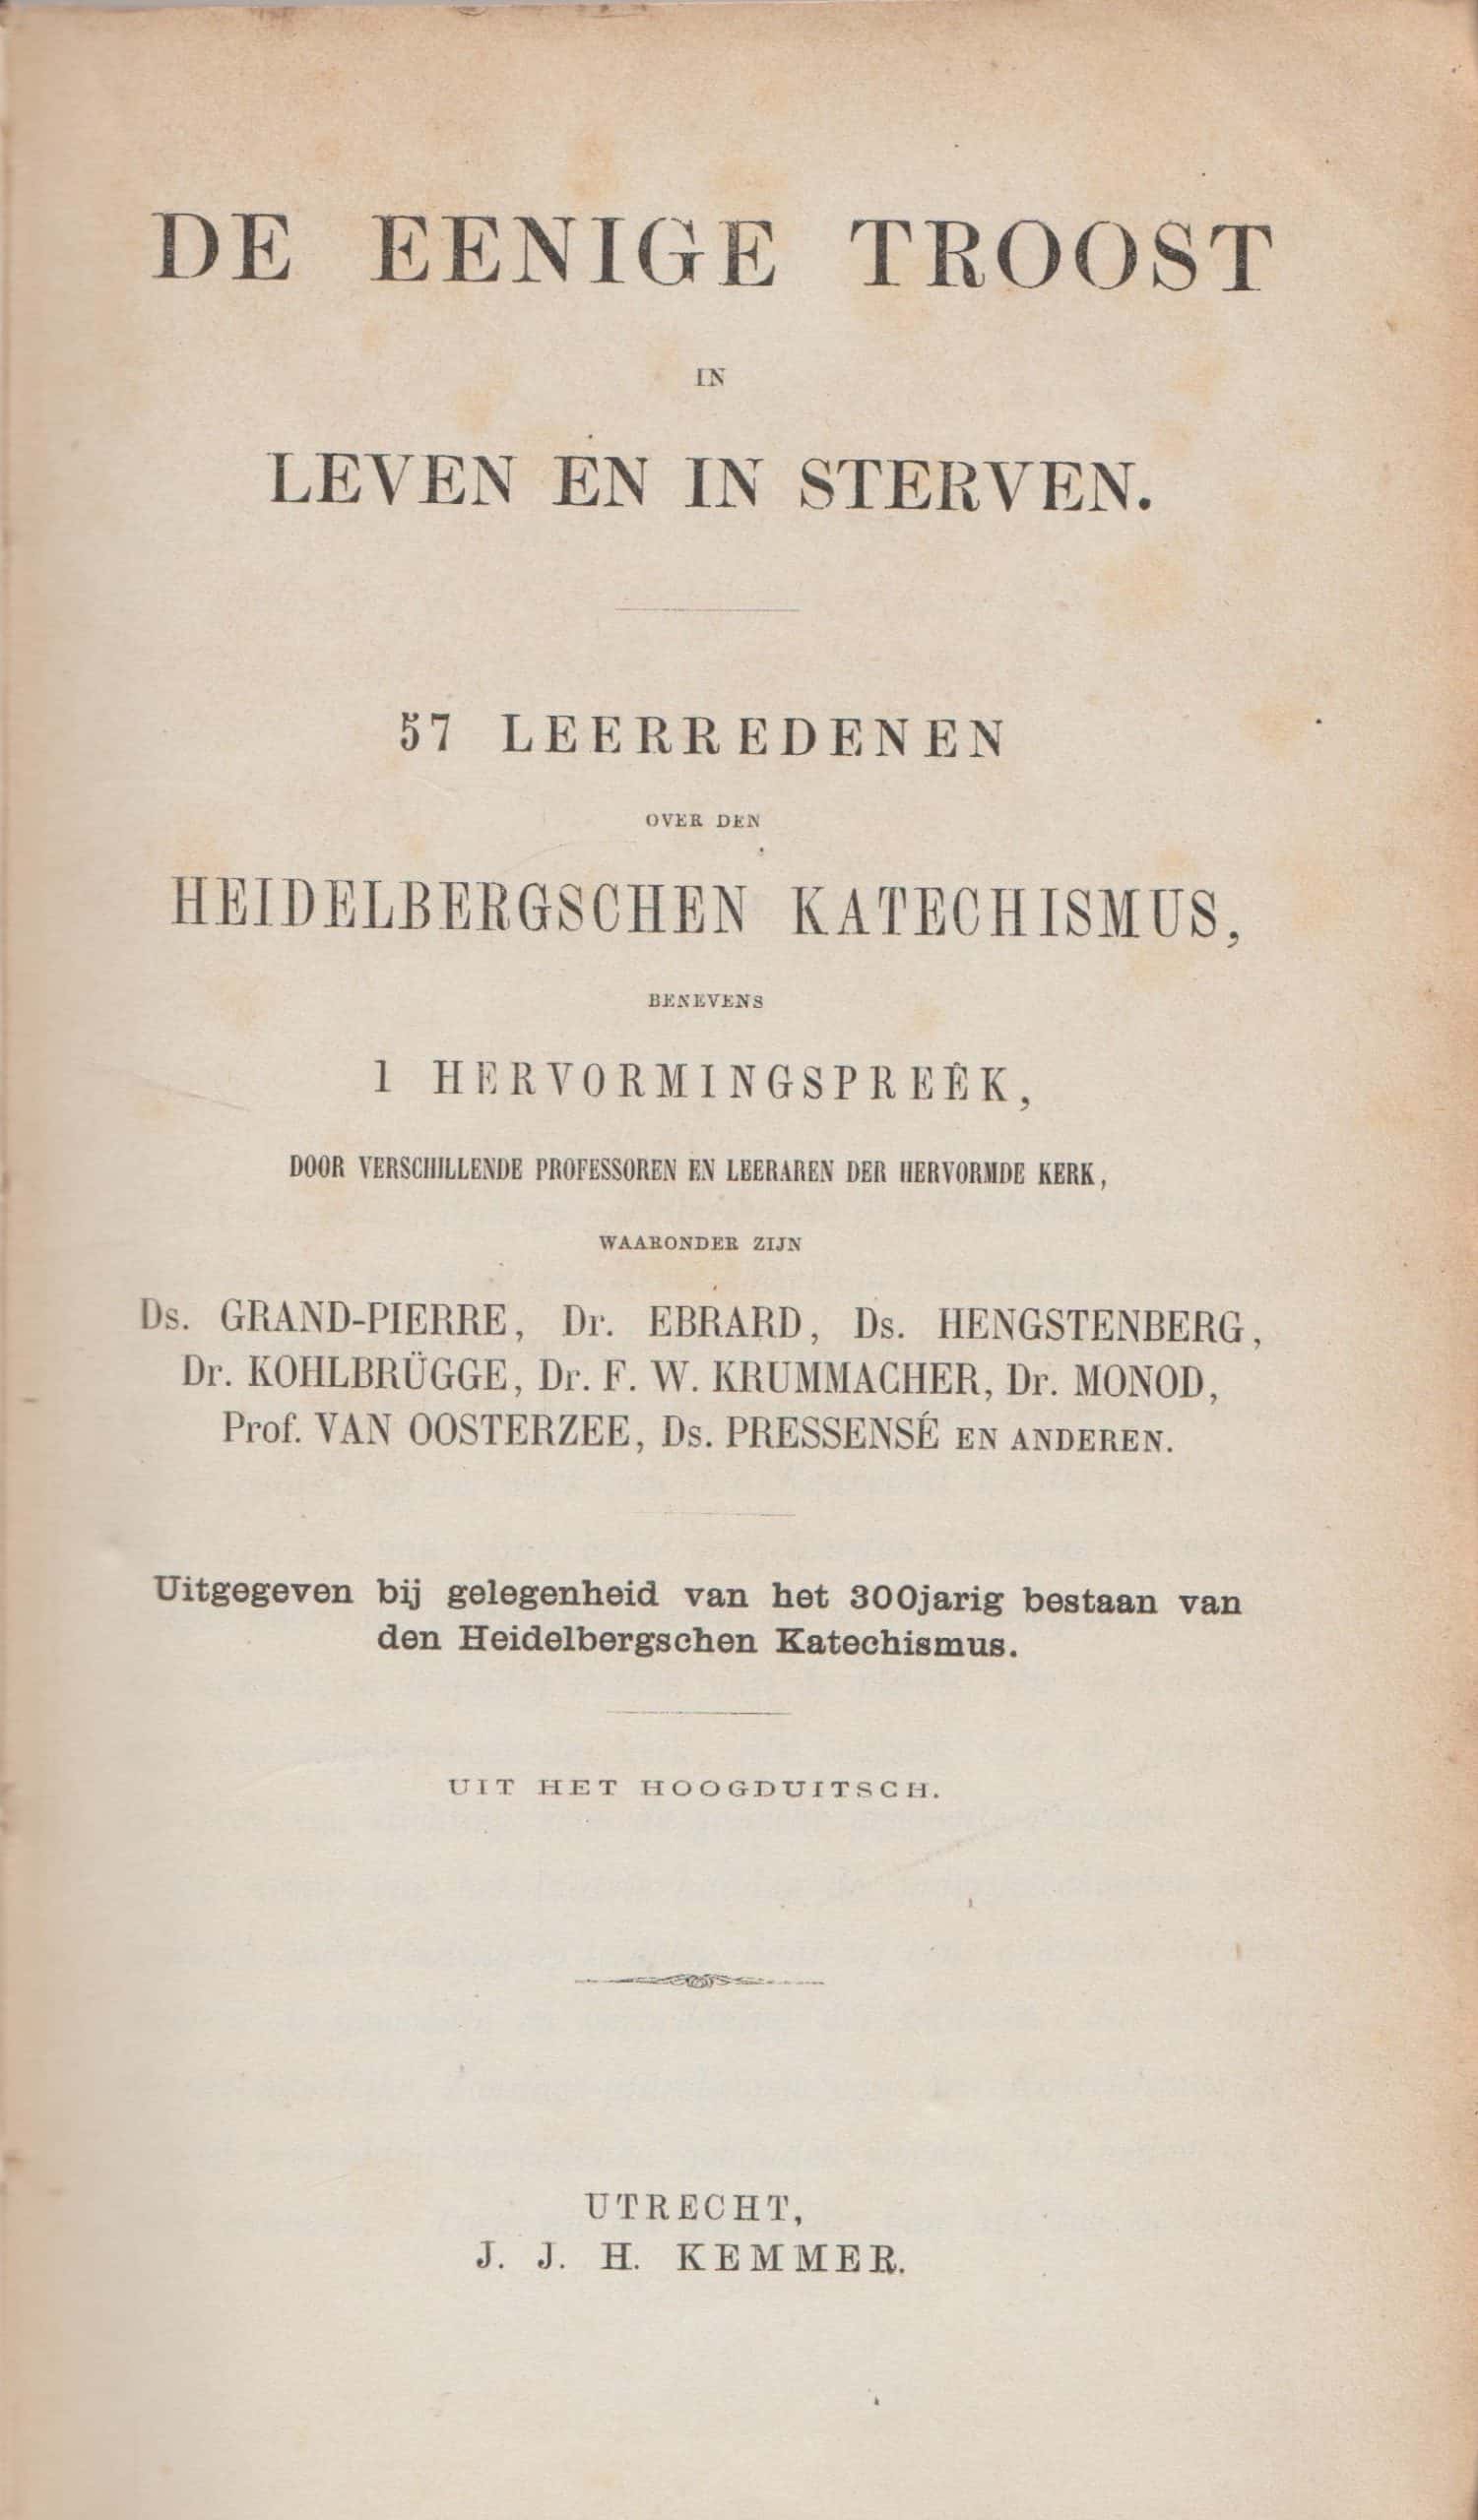 DE EENIGE TROOST
IN
LEVEN EN IN STERVEN.
57 LEERREDENEN
OVER DEN
HEIDELBERGSCHEN KATECHISMUS,
BENEVENS
1 HERVORMINGSPREÊK,
DOOR VERSCHILLENDE PROFESSOREN EN LEERAREN DER HERVORMDE KERK,
WAARONDER ZIJN
Ds. GRAND-PIERRE, Dr. EBRARD, Ds. HENGSTENBERG,
Dr. KOHLBRÜGGE, Dr. F. W. KRUMMACHER, Dr. MONOD,
Prof. VAN OOSTERZEE, Ds. PRESSENSÉ EN ANDEREN.
Uitgegeven bij gelegenheid van het 300jarig bestaan van
den Heidelbergschen Katechismus.
UIT HET HOOGDUITSCH.
UTRECHT,
J. J. H. KEMMER.